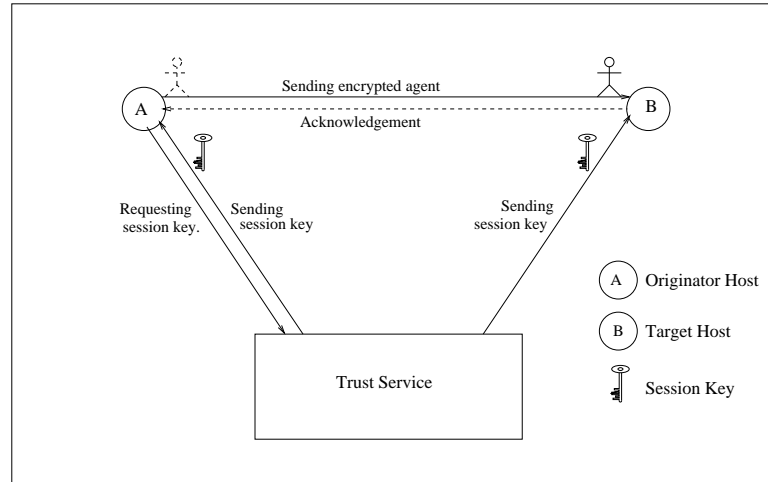 Sending encrypted agent
A
B
Acknowledgement
Requesting
session key.
Sending
session key
Sending
session key
A Originator Host
B Target Host
Trust Service
Session Key